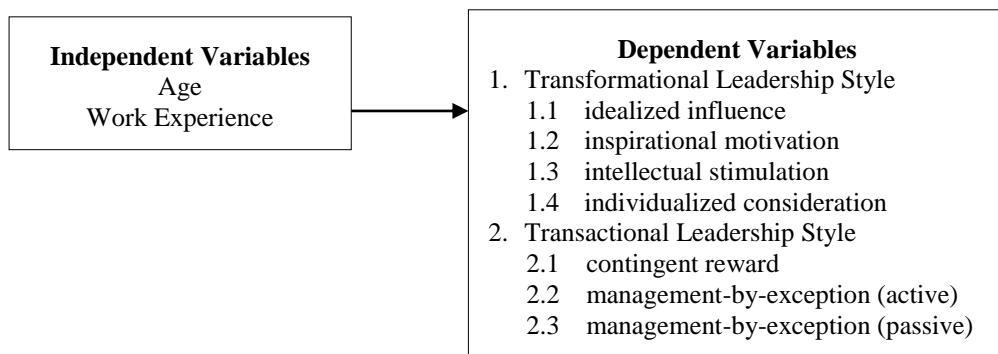 Independent Variables
Age
Work Experience
Dependent Variables
1. Transformational Leadership Style
1.1 idealized influence
1.2 inspirational motivation
1.3 intellectual stimulation
1.4 individualized consideration
2. Transactional Leadership Style
2.1 contingent reward
2.2 management-by-exception (active)
2.3 management-by-exception (passive)